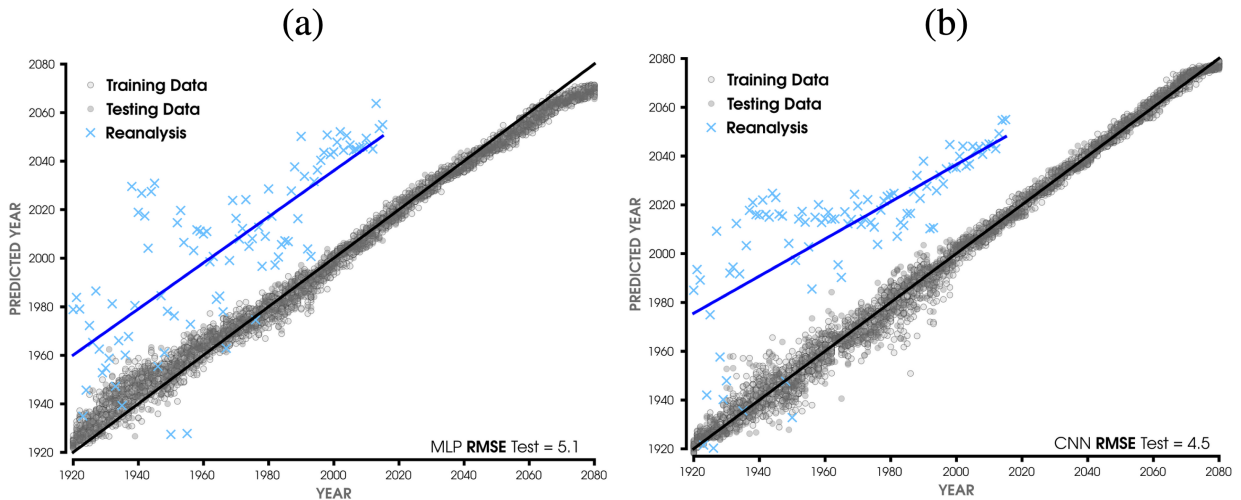 (a)
2080
2060
2040
2020
2000
1980
1960
1940
1920
PREDICTED YEAR
Training Data
Testing Data
Reanalysis
MLP RMSE Test = 5.1
1920 1940 1960 1980 2000 2020 2040 2060 2080
YEAR
(b)
2080
2060
2040
2020
2000
1980
1960
1940
1920
PREDICTED YEAR
Training Data
Testing Data
Reanalysis
CNN RMSE Test = 4.5
1920 1940 1960 1980 2000 2020 2040 2060 2080
YEAR